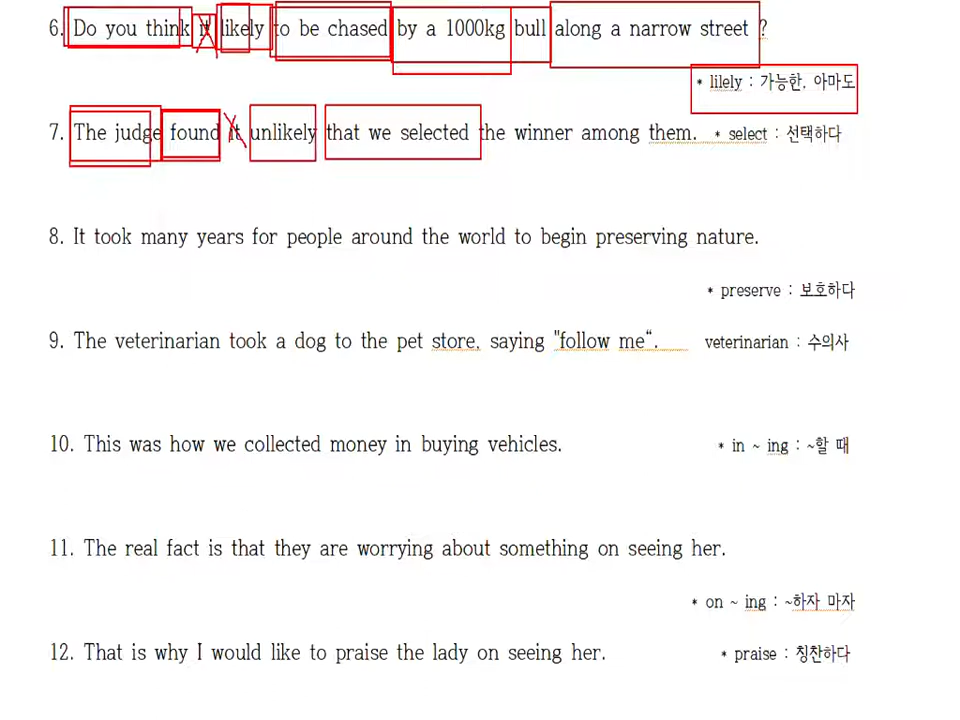 6. Do you think it likely to be chased by a 1000kg bull along a narrow street ?
* lilely : 가능한, 아마도
7. The judge found it unlikely that we selected the winner among them. * select : 선택하다
8. It took many years for people around the world to begin preserving nature.
* preserve : 보호하다
9. The veterinarian took a dog to the pet store, saying "follow me“. veterinarian : 수의사
10. This was how we collected money in buying vehicles. * in ~ ing : ~할 때
11. The real fact is that they are worrying about something on seeing her.
* on ~ ing : ~하자 마자
12. That is why I would like to praise the lady on seeing her. * praise : 칭찬하다